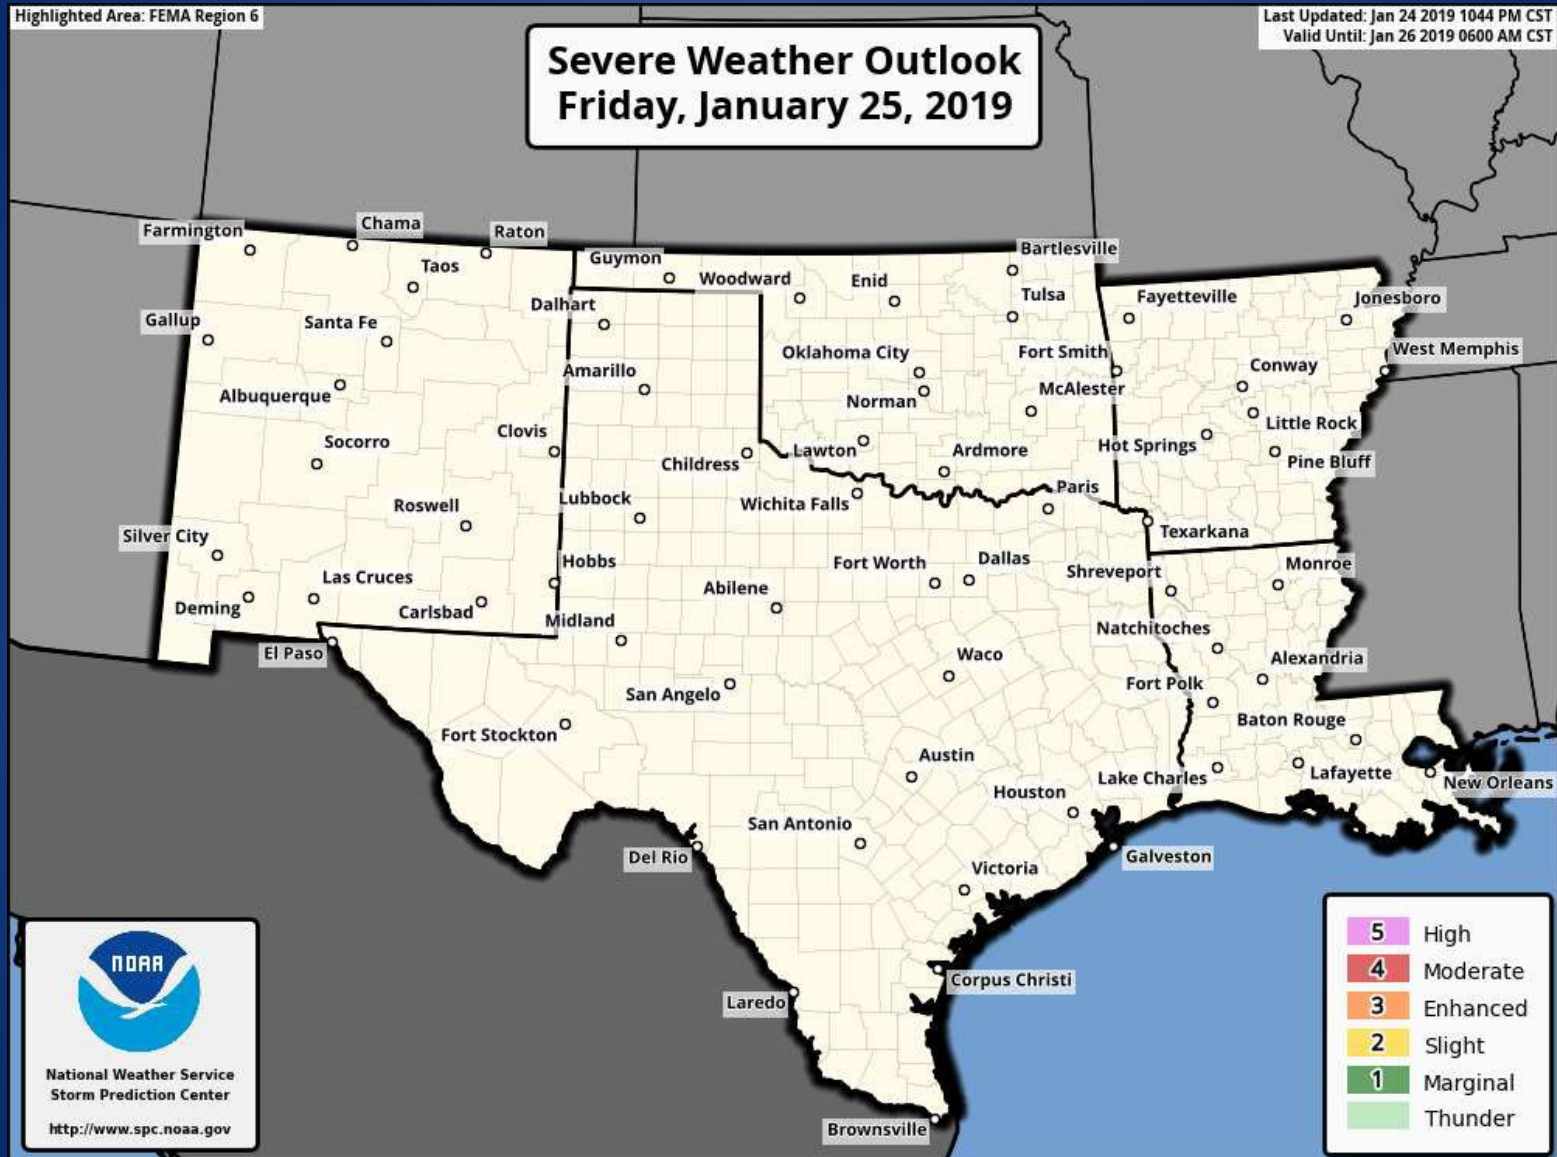 Highlighted Area: FEMA Region 6
Last Updated: Jan 24 2019 1044 PM CST
Valid Until: Jan 26 2019 0600 AM CST
Severe Weather Outlook
Friday, January 25, 2019
Farmington
Chama
Raton
Taos
Guymon
Woodward
Enid
Bartlesville
Tulsa
Fayetteville
Jonesboro
Gallup
Santa Fe
Dalhart
Oklahoma City
Fort Smith
West Memphis
Albuquerque
Amarillo
Norman
McAlester
Conway
Little Rock
Socorro
Clovis
Childress
Lawton
Ardmore
Hot Springs
Pine Bluff
Roswell
Lubbock
Wichita Falls
Paris
Texarkana
Silver City
Las Cruces
Hobbs
Abilene
Fort Worth
Dallas
Shreveport
Monroe
Deming
Carlsbad
Midland
Natchitoches
El Paso
San Angelo
Waco
Alexandria
Fort Polk
Fort Stockton
Baton Rouge
Austin
Lake Charles
Lafayette
New Orleans
Houston
San Antonio
Del Rio
Galveston
Victoria
Corpus Christi
Laredo
Brownsville
NOAA
National Weather Service
Storm Prediction Center
http://www.spc.noaa.gov
5 High
4 Moderate
3 Enhanced
2 Slight
1 Marginal
Thunder